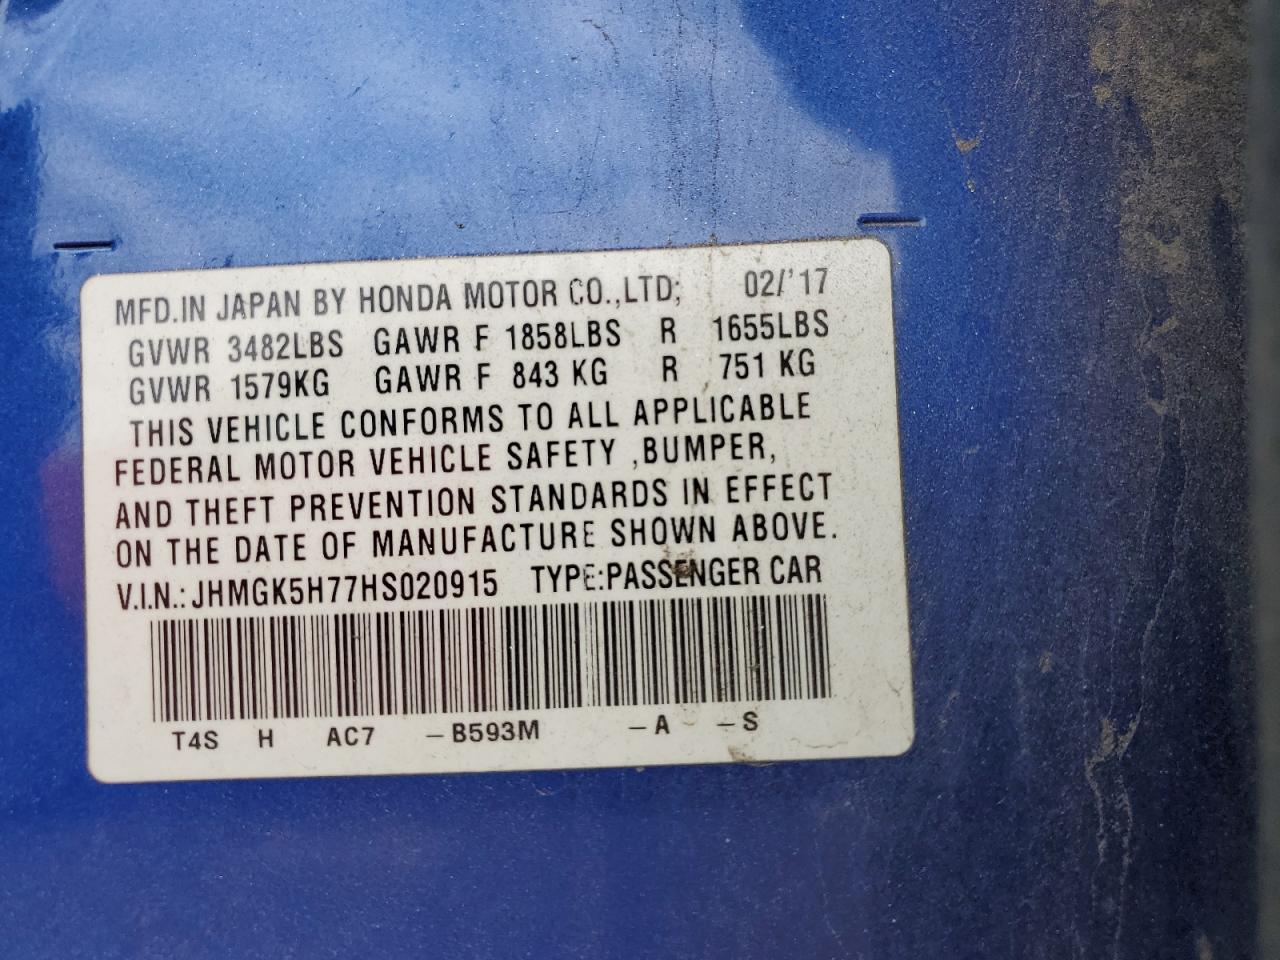 MFD.IN JAPAN BY HONDA MOTOR CO.,LTD; 02/'17
GVWR 3482LBS GAWR F 1858LBS R 1655LBS
GVWR 1579KG GAWR F 843 KG R 751 KG
THIS VEHICLE CONFORMS TO ALL APPLICABLE
FEDERAL MOTOR VEHICLE SAFETY ,BUMPER,
AND THEFT PREVENTION STANDARDS IN EFFECT
ON THE DATE OF MANUFACTURE SHOWN ABOVE.
V.I.N.:JHMGK5H77HS020915 TYPE:PASSENGER CAR
T4S H AC7 –B593M –A –S